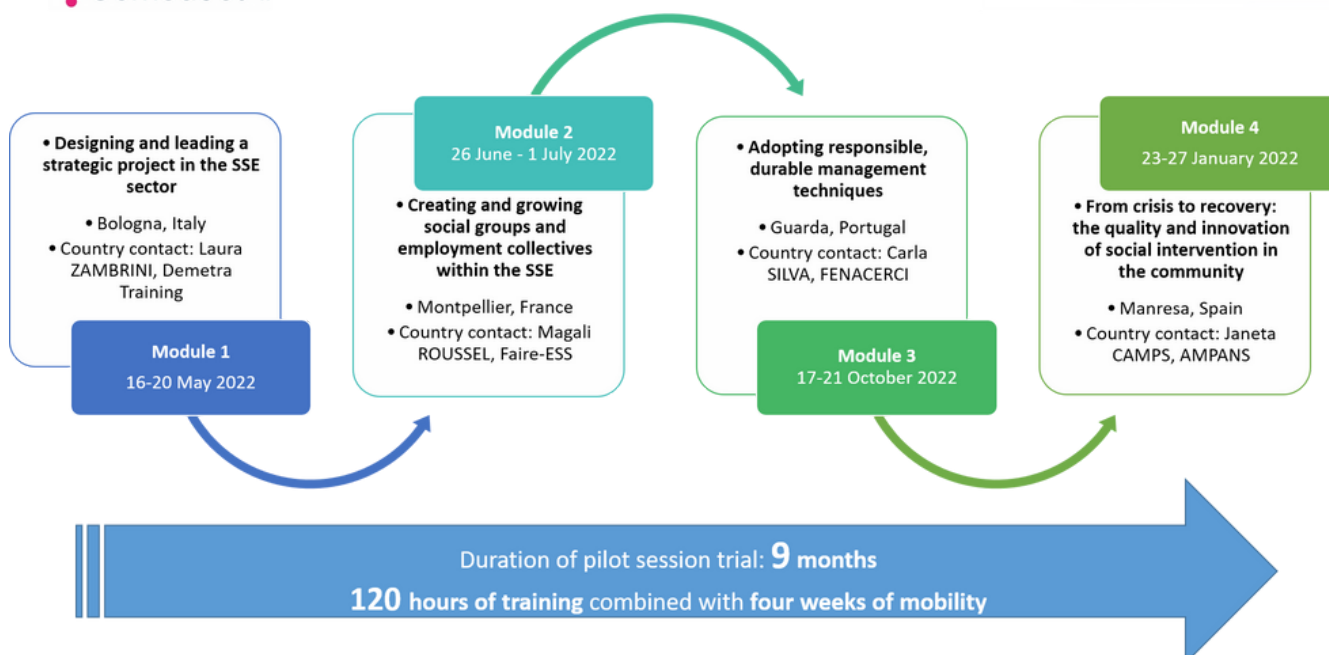 • Designing and leading a
strategic project in the SSE
sector
• Bologna, Italy
• Country contact: Laura
ZAMBRINI, Demetra
Training
Module 1
16-20 May 2022
Module 2
26 June - 1 July 2022
• Creating and growing
social groups and
employment collectives
within the SSE
• Montpellier, France
• Country contact: Magali
ROUSSEL, Faire-ESS
• Adopting responsible,
durable management
techniques
• Guarda, Portugal
• Country contact: Carla
SILVA, FENACERCI
Module 3
17-21 October 2022
Module 4
23-27 January 2022
• From crisis to recovery:
the quality and innovation
of social intervention in
the community
• Manresa, Spain
• Country contact: Janeta
CAMPS, AMPANS
Duration of pilot session trial: 9 months
120 hours of training combined with four weeks of mobility